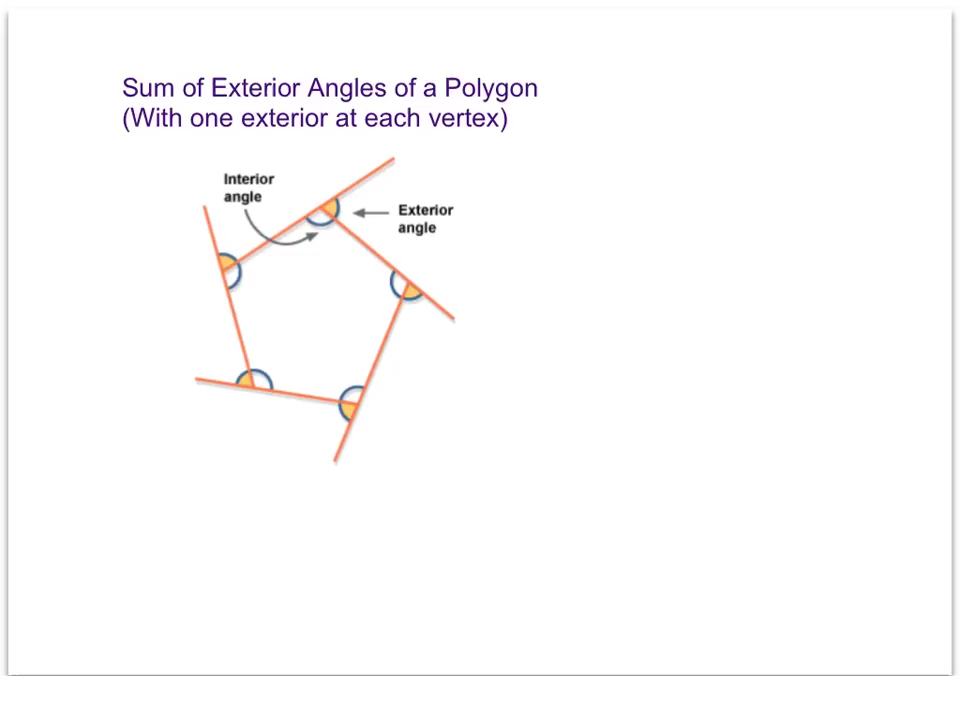 Sum of Exterior Angles of a Polygon
(With one exterior at each vertex)
Interior
angle
Exterior
angle